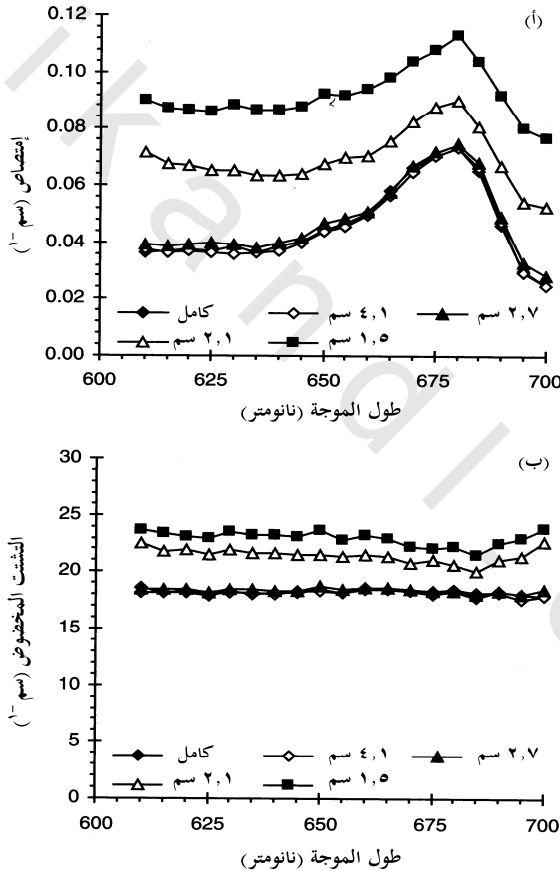 (أ)
0.12
0.10
0.08
0.06
0.04
0.02
0.00
إمتصاص (سم⁻¹)
كامل
٤,١ سم
٢,٧ سم
٢,١ سم
١,٥ سم
600 625 650 675 700
طول الموجة (نانومتر)
(ب)
30
25
20
15
10
5
0
التشتت المخضوض (سم⁻¹)
كامل
٤,١ سم
٢,٧ سم
٢,١ سم
١,٥ سم
600 625 650 675 700
طول الموجة (نانومتر)